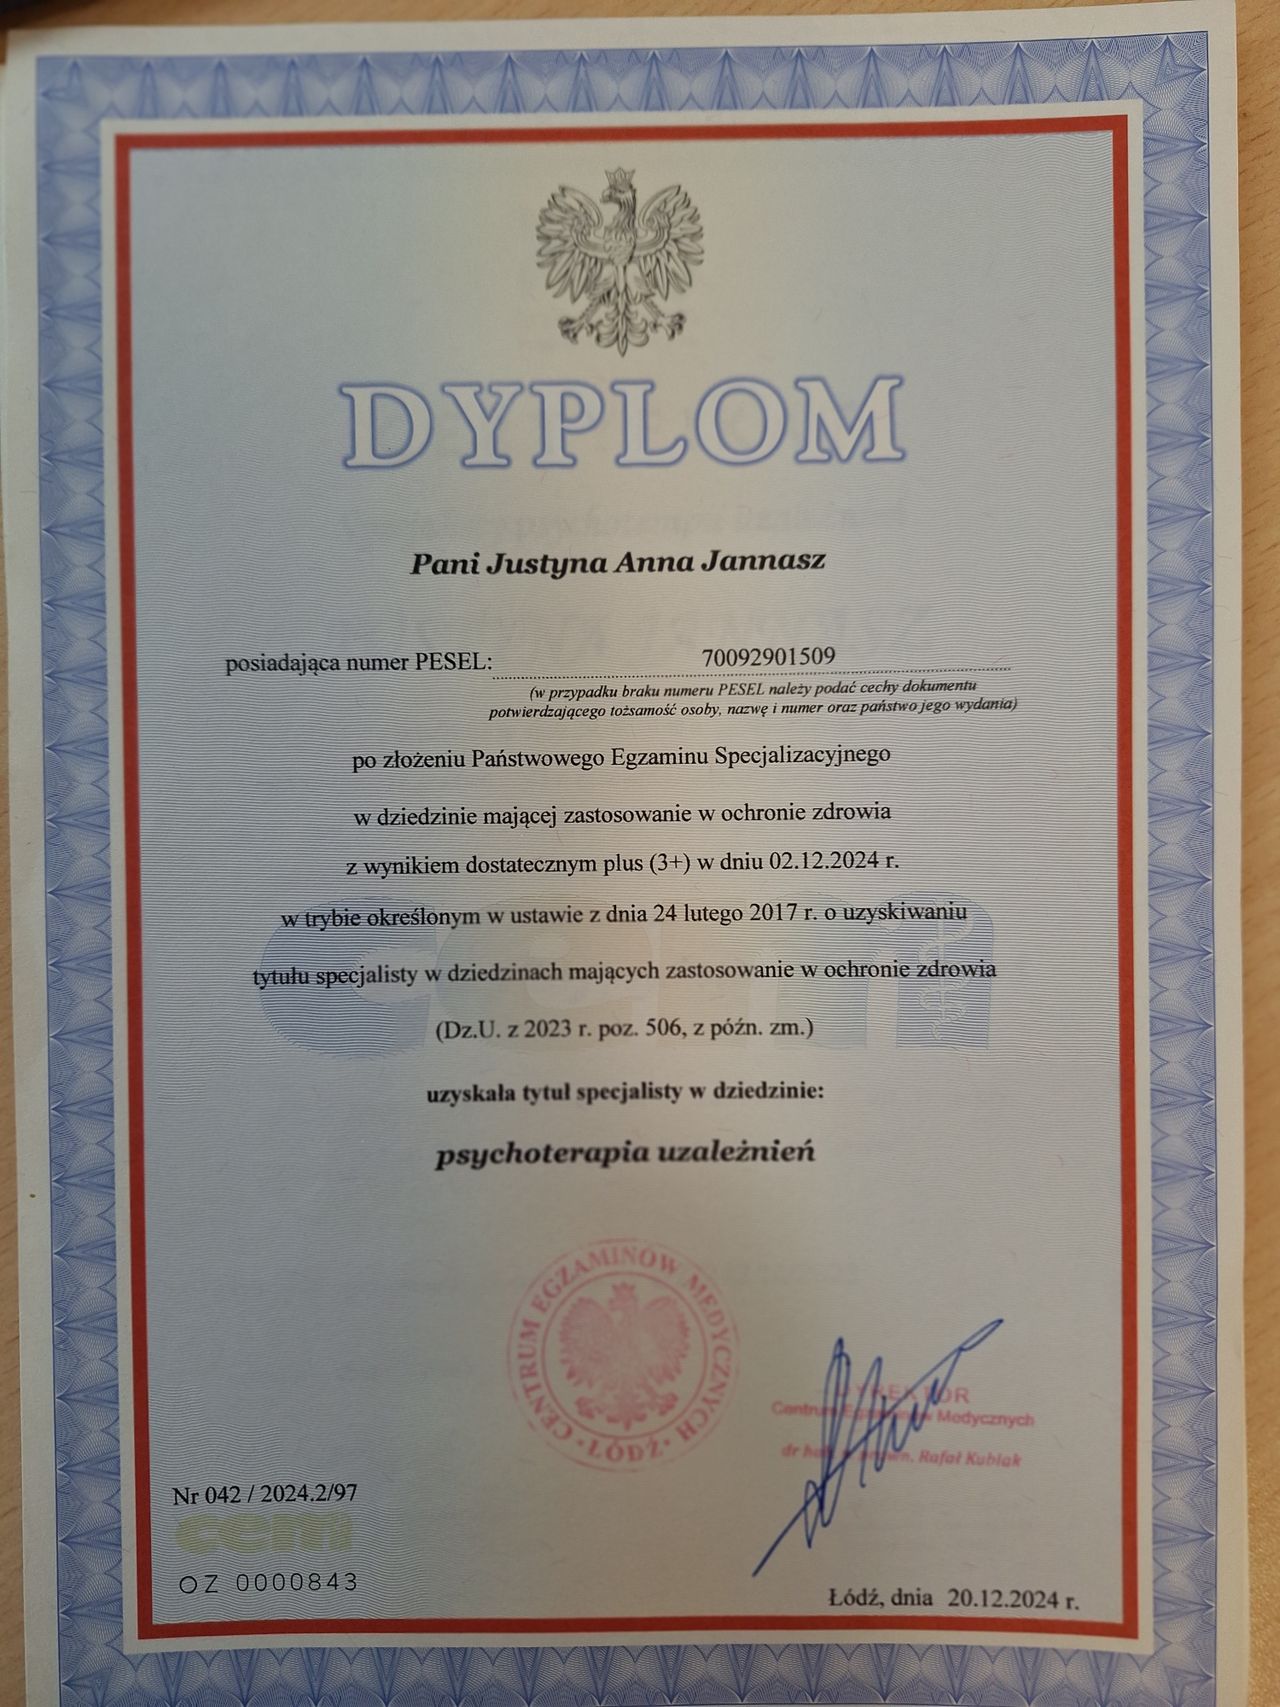 DYPLOM
Pani Justyna Anna Jannasz
posiadająca numer PESEL: 70092901509
(w przypadku braku numeru PESEL należy podać cechy dokumentu
potwierdzającego tożsamość osoby, nazwę i numer oraz państwo jego wydania)
po złożeniu Państwowego Egzaminu Specjalizacyjnego
w dziedzinie mającej zastosowanie w ochronie zdrowia
z wynikiem dostatecznym plus (3+) w dniu 02.12.2024 r.
w trybie określonym w ustawie z dnia 24 lutego 2017 r. o uzyskiwaniu
tytułu specjalisty w dziedzinach mających zastosowanie w ochronie zdrowia
(Dz.U. z 2023 r. poz. 506, z późn. zm.)
cem
uzyskała tytuł specjalisty w dziedzinie:
psychoterapia uzależnień
CENTRUM EGZAMINÓW MEDYCZNYCH
• ŁÓDŹ •
DYREKTOR
Centrum Egzaminów Medycznych
dr hab. n. Rafał Kubiak
Nr 042 / 2024.2/97
cem
OZ 0000843
Łódź, dnia 20.12.2024 r.